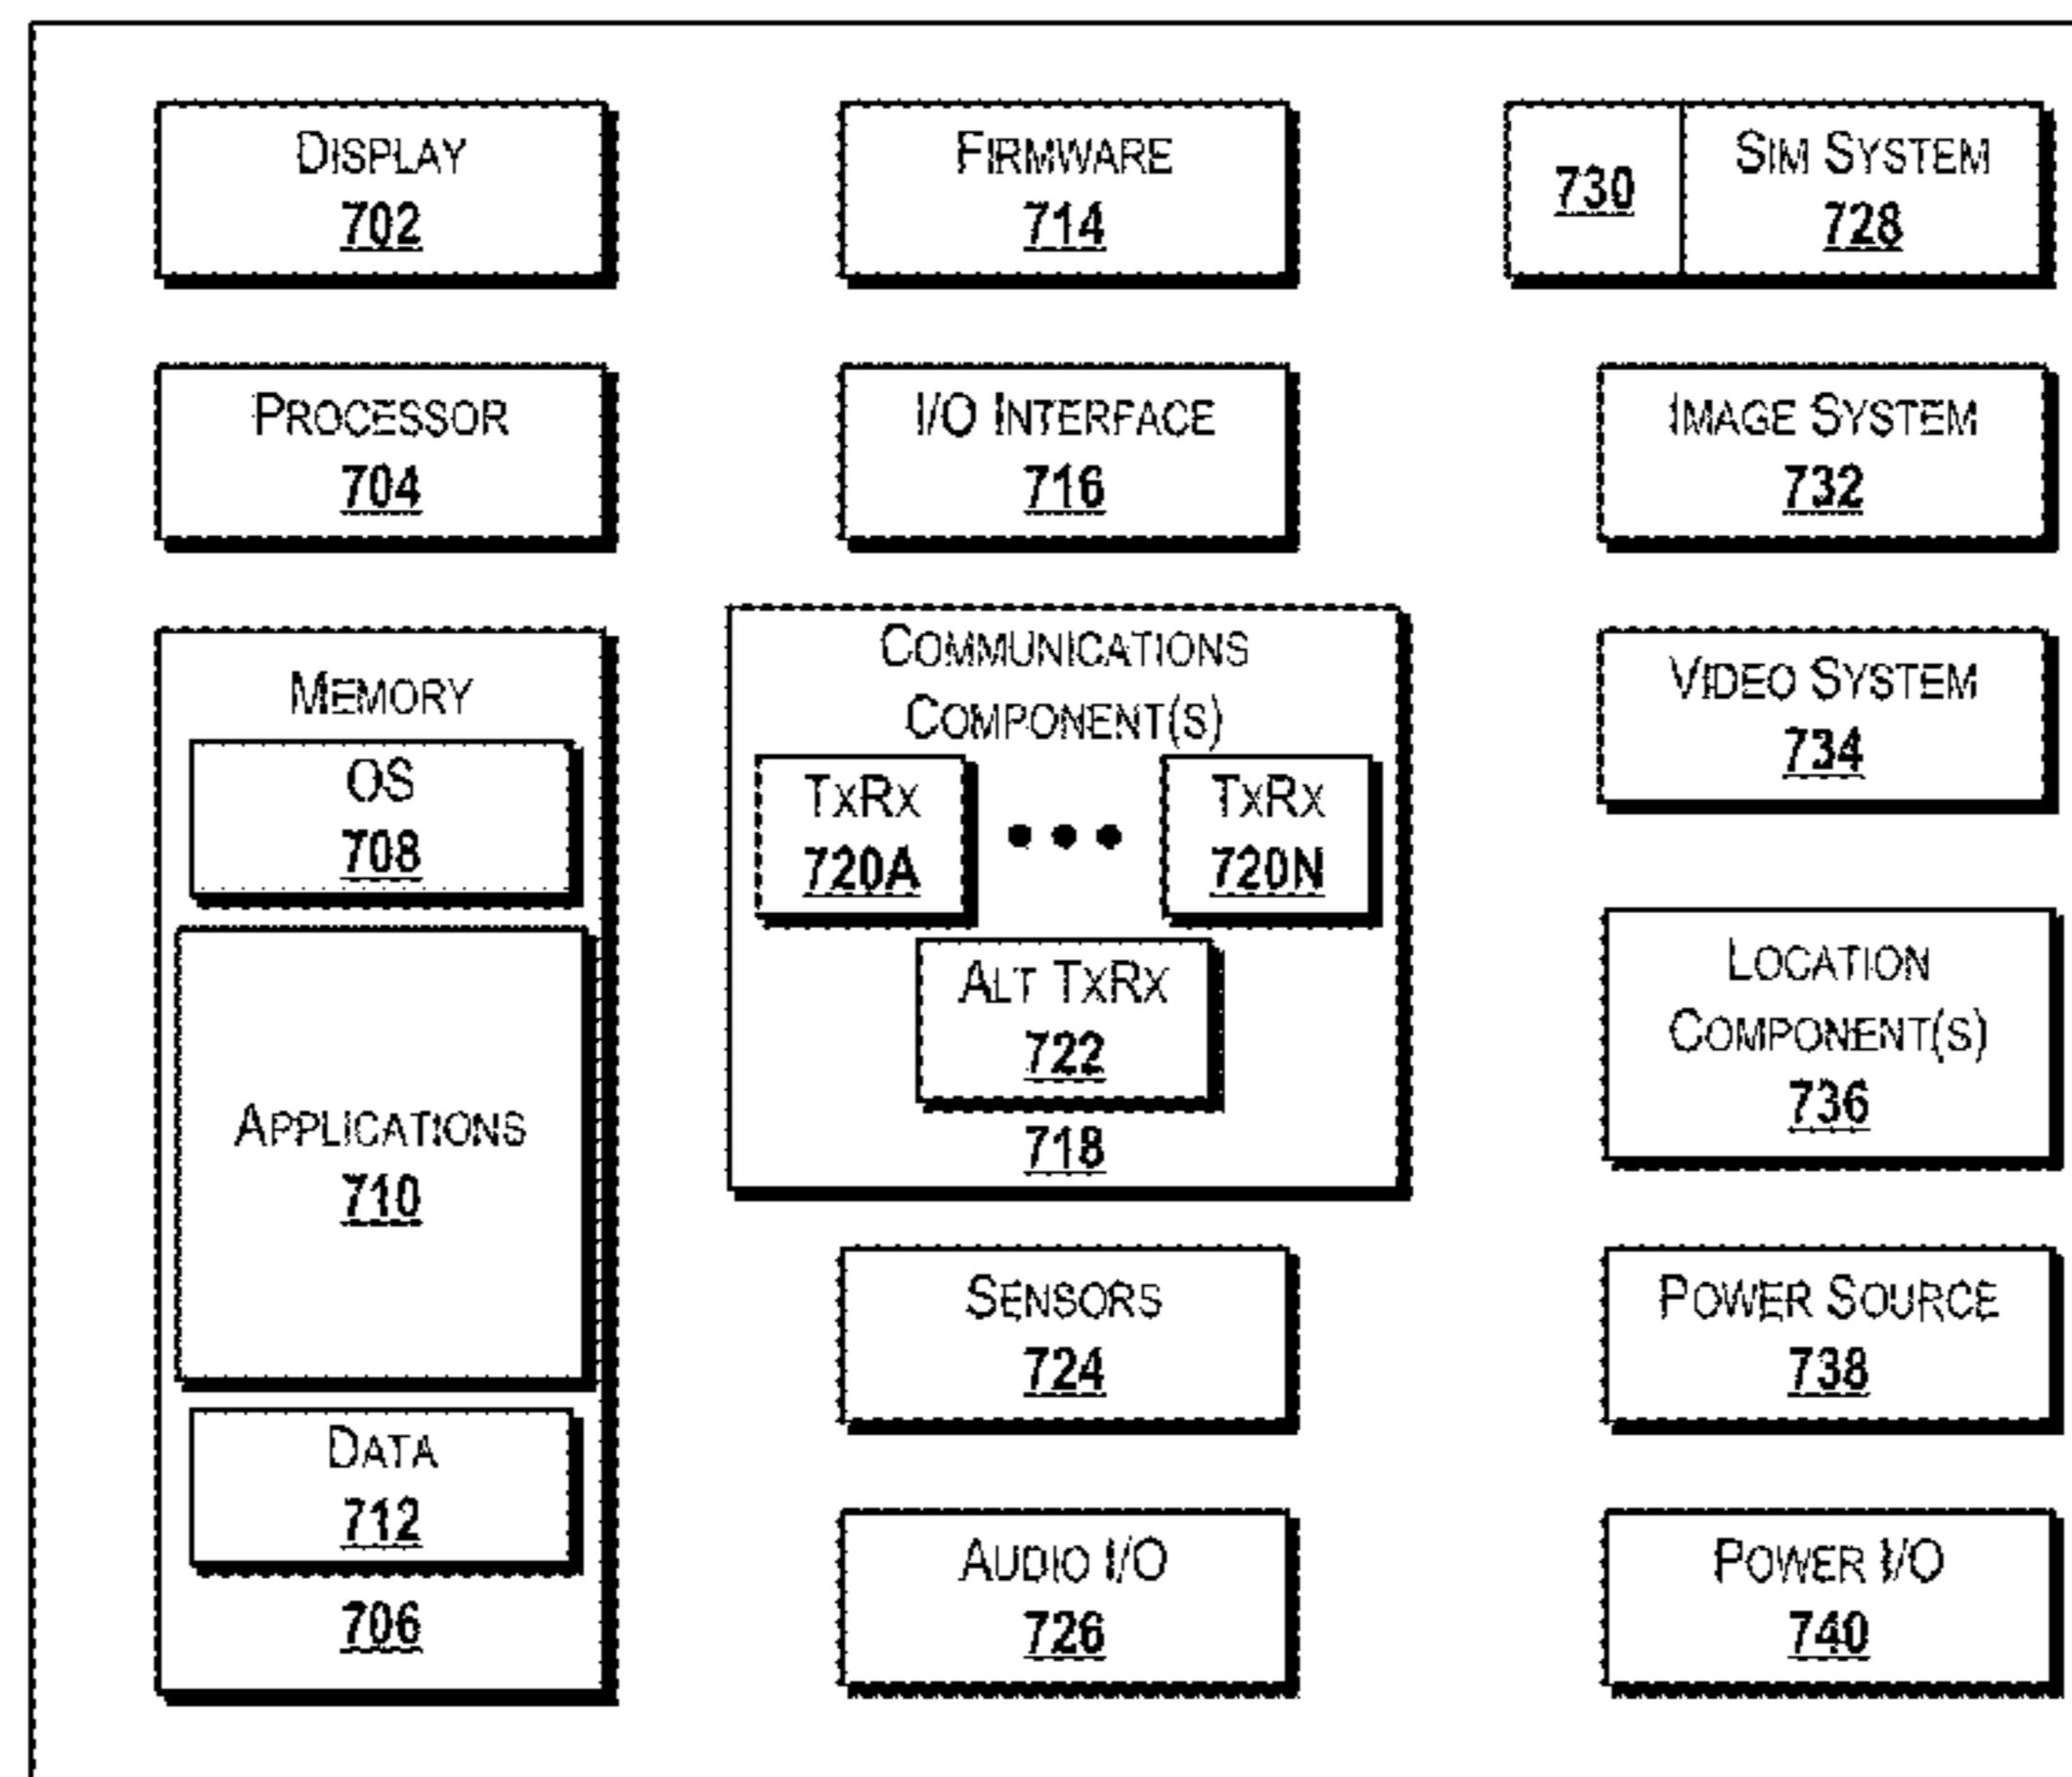 DISPLAY
702
PROCESSOR
704
MEMORY
OS
708
APPLICATIONS
710
DATA
712
706
FIRMWARE
714
I/O INTERFACE
716
COMMUNICATIONS
COMPONENT(S)
TXRX
720A
TXRX
720N
ALT TXRX
722
718
SENSORS
724
AUDIO I/O
726
730
SIM SYSTEM
728
IMAGE SYSTEM
732
VIDEO SYSTEM
734
LOCATION
COMPONENT(S)
736
POWER SOURCE
738
POWER I/O
740